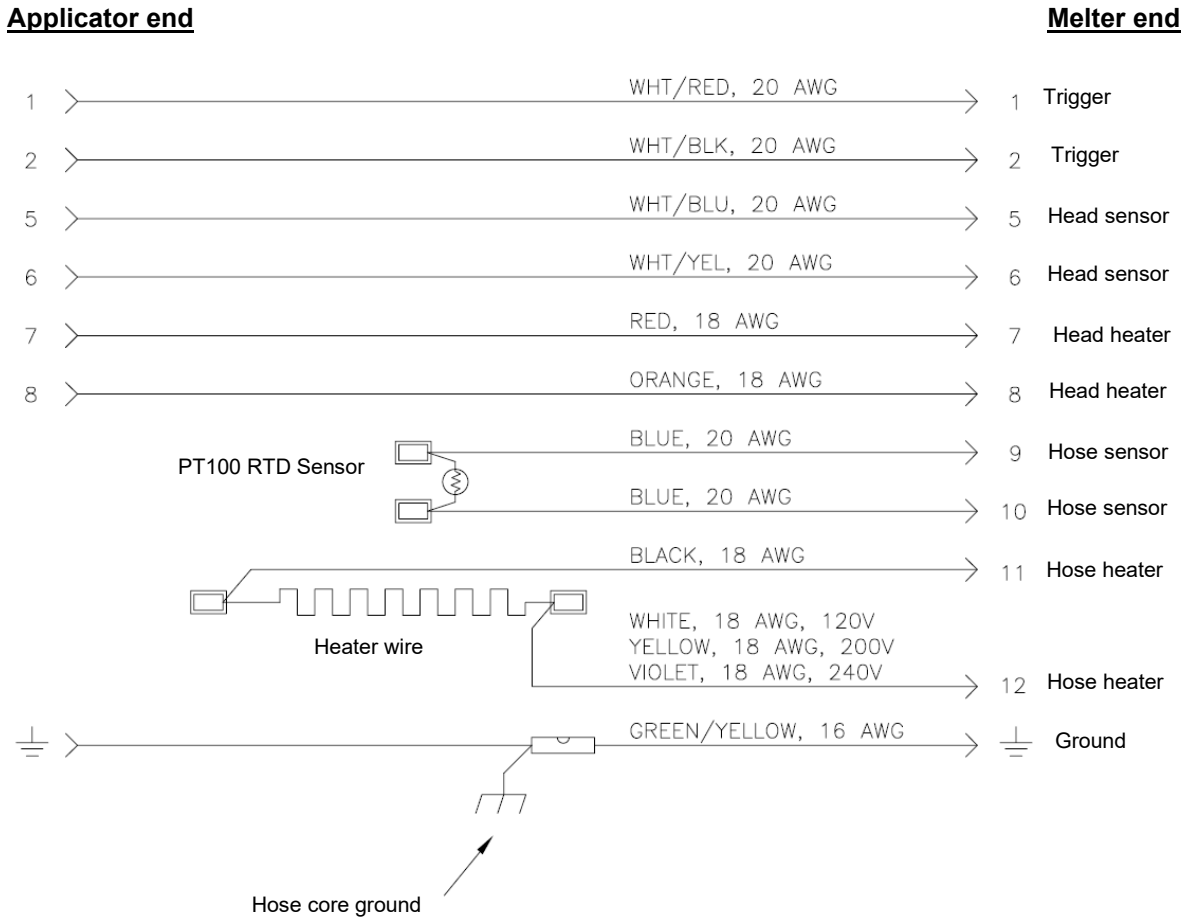 Applicator end Melter end
1 WHT/RED, 20 AWG 1 Trigger
2 WHT/BLK, 20 AWG 2 Trigger
5 WHT/BLU, 20 AWG 5 Head sensor
6 WHT/YEL, 20 AWG 6 Head sensor
7 RED, 18 AWG 7 Head heater
8 ORANGE, 18 AWG 8 Head heater
BLUE, 20 AWG 9 Hose sensor
PT100 RTD Sensor
BLUE, 20 AWG 10 Hose sensor
BLACK, 18 AWG 11 Hose heater
Heater wire
WHITE, 18 AWG, 120V
YELLOW, 18 AWG, 200V
VIOLET, 18 AWG, 240V
12 Hose heater
GREEN/YELLOW, 16 AWG Ground
Hose core ground